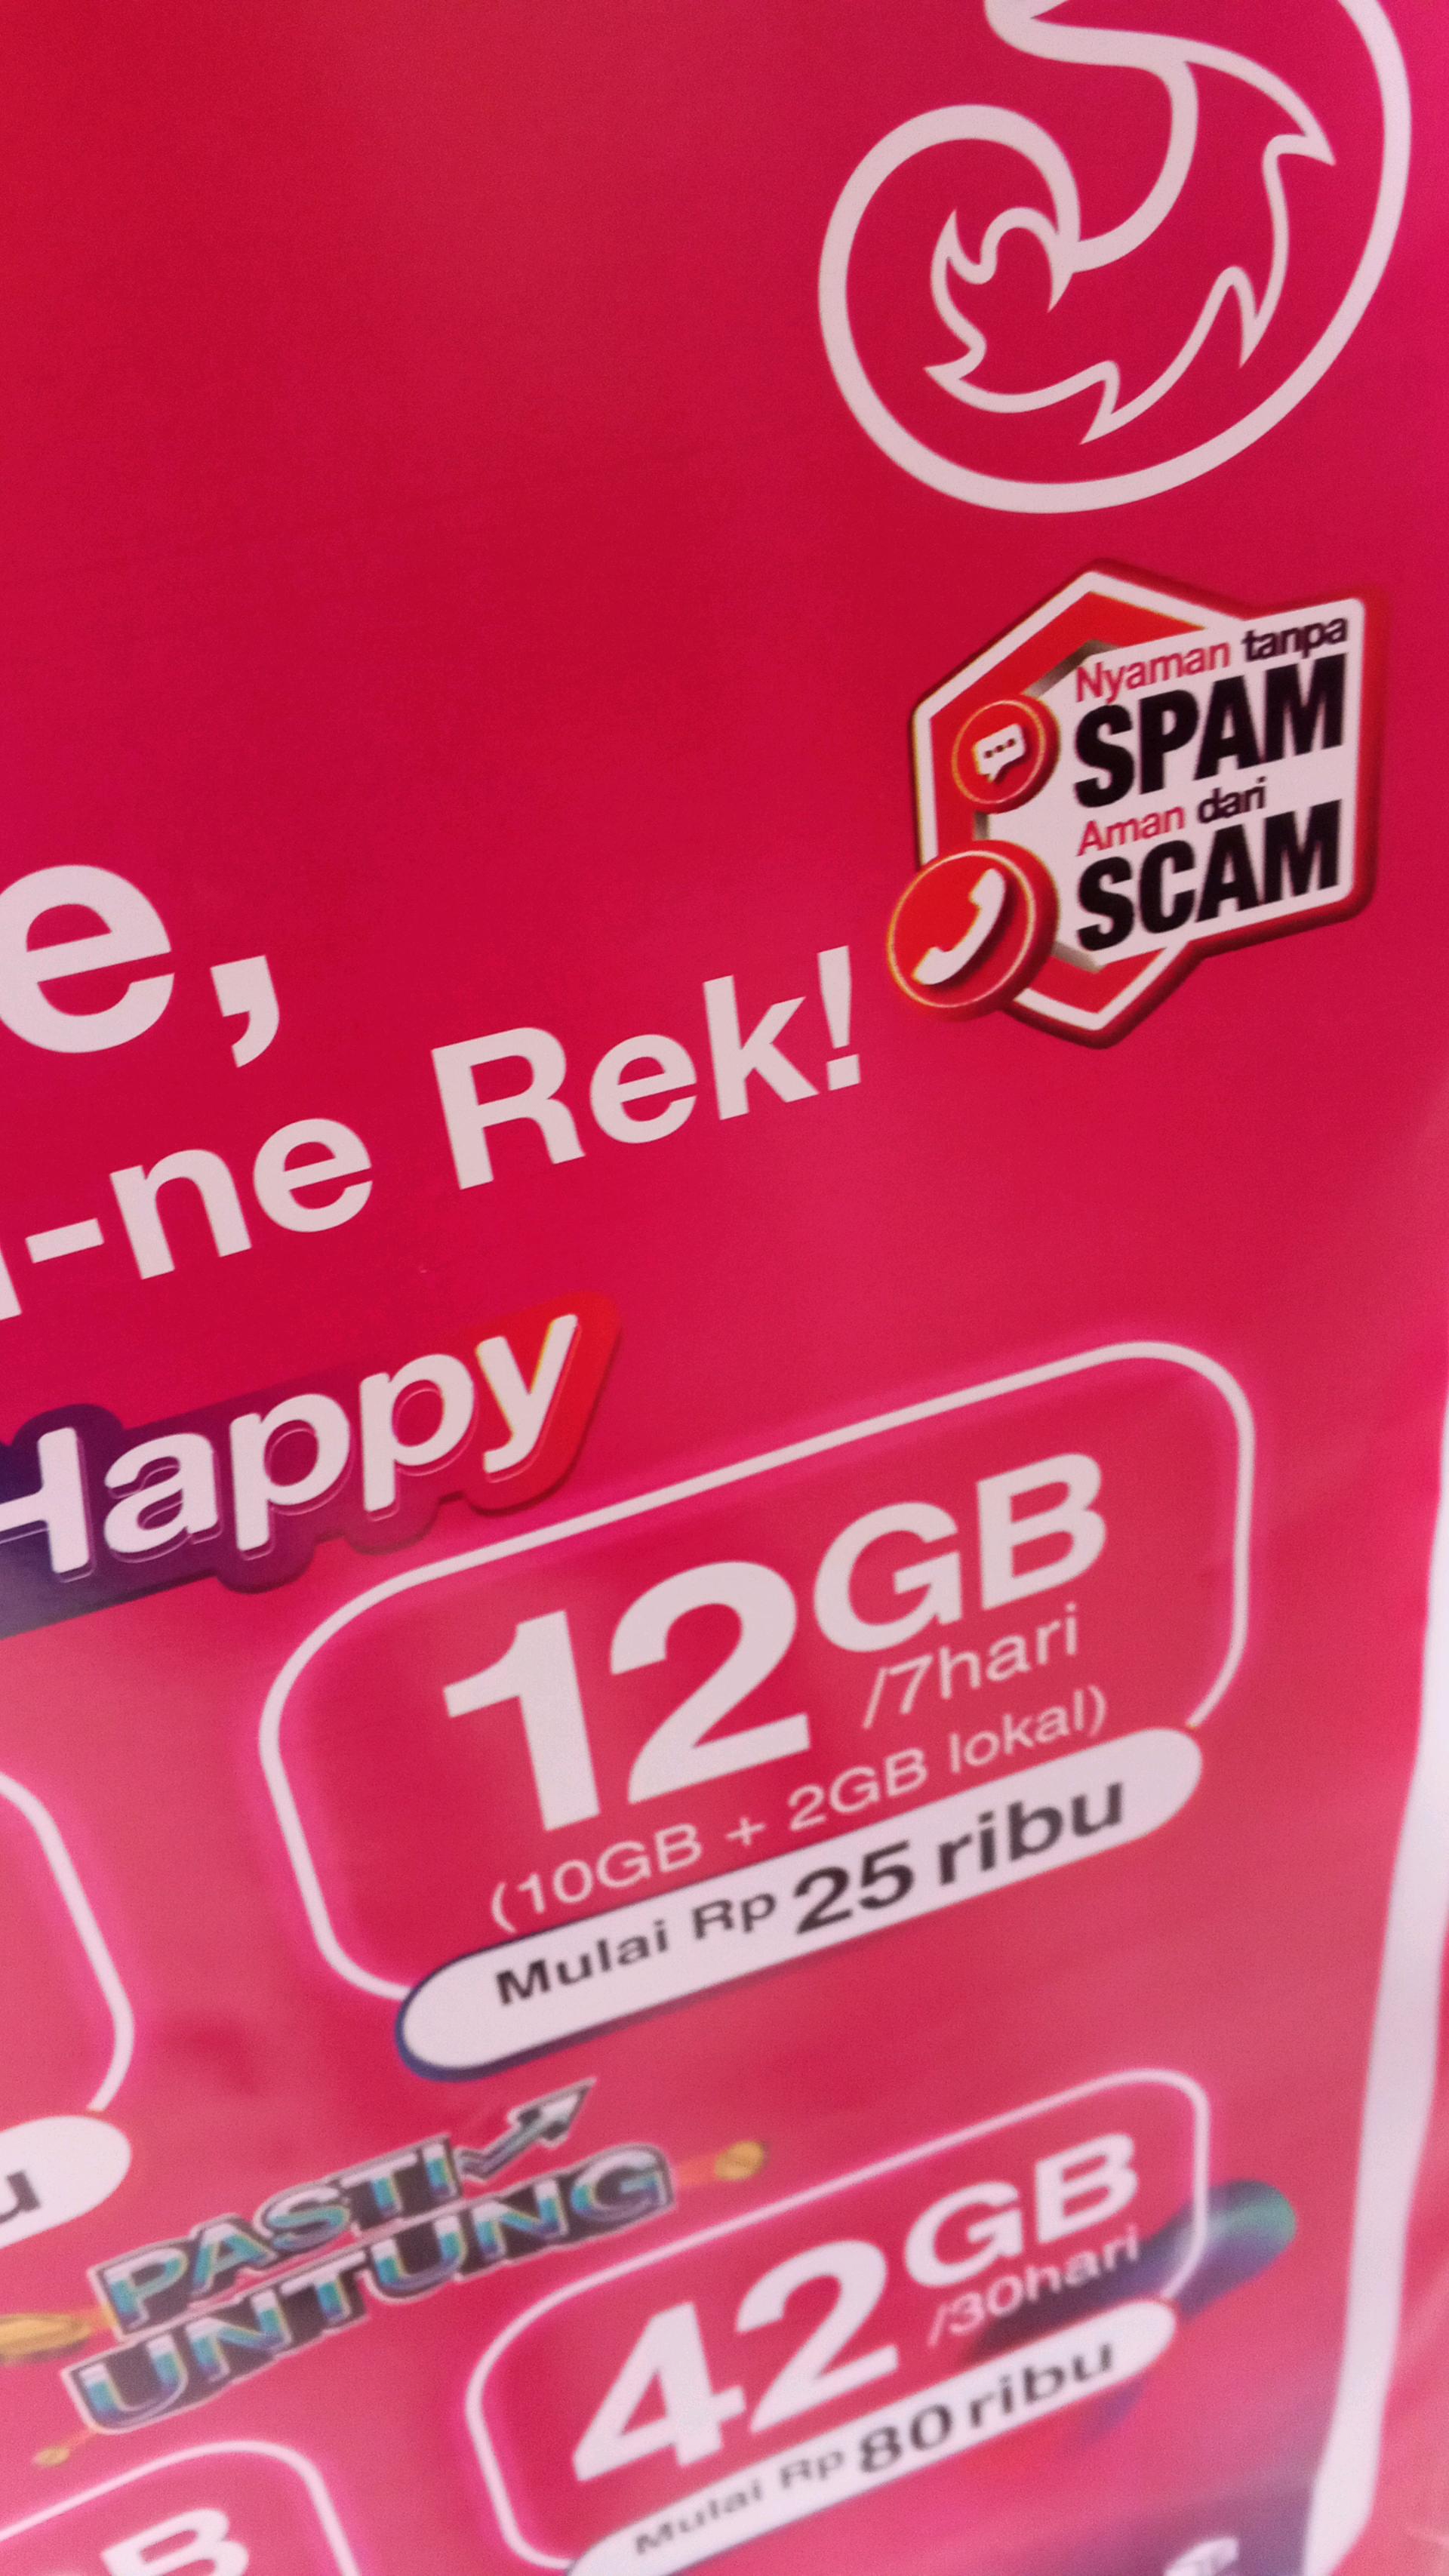 Nyaman tanpa
SPAM
Aman dari
SCAM
e,
-ne Rek!
Happy
12GB
/7hari
(10GB + 2GB lokal)
Mulai Rp 25 ribu
u
PASTI
UNTUNG
42GB
/30hari
Mulai Rp 80 ribu
B